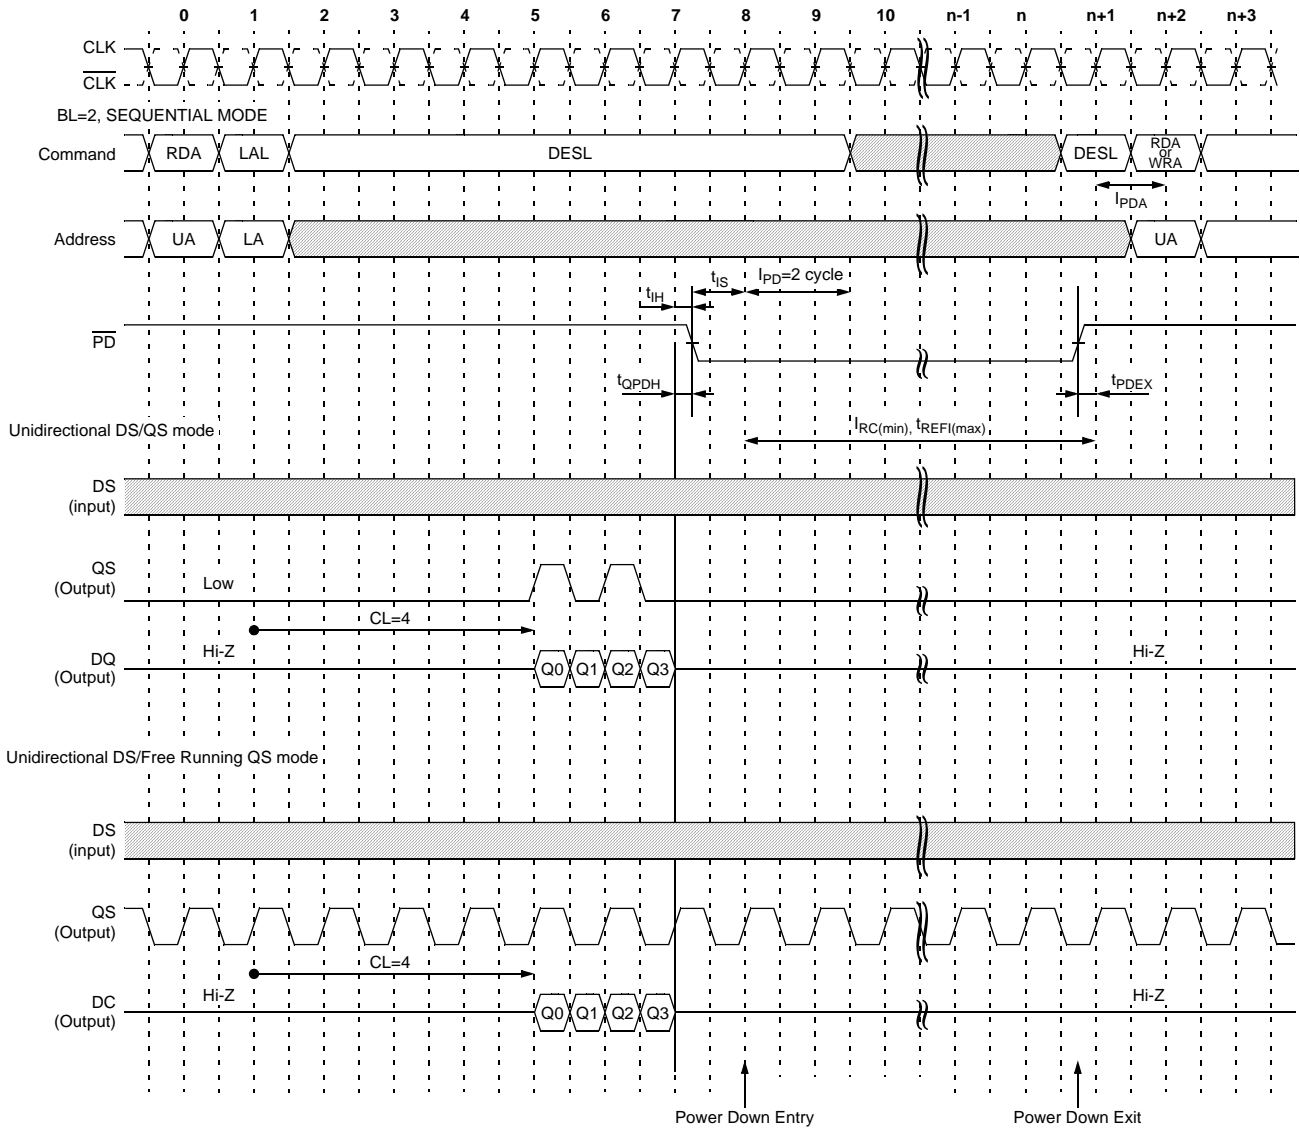 0 1 2 3 4 5 6 7 8 9 10 n-1 n n+1 n+2 n+3
CLK
CLK
BL=2, SEQUENTIAL MODE
Command RDA LAL DESL DESL RDA or WRA
IPDA
Address UA LA UA
tIH tIS IPD=2 cycle
PD
tQPDH tPDEX
Unidirectional DS/QS mode
IRC(min), tREFI(max)
DS
(input)
QS
(Output) Low
CL=4
DQ
(Output) Hi-Z Q0 Q1 Q2 Q3 Hi-Z
Unidirectional DS/Free Running QS mode
DS
(input)
QS
(Output)
CL=4
DC
(Output) Hi-Z Q0 Q1 Q2 Q3 Hi-Z
Power Down Entry Power Down Exit